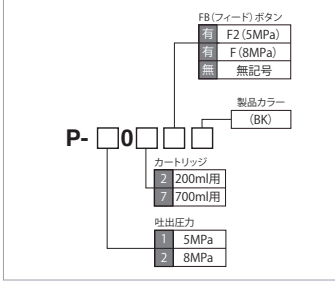 FB(フィード)ボタン
有 F2(5MPa)
有 F(8MPa)
無 無記号
製品カラー
(BK)
P-□0□□□
カートリッジ
2 200ml用
7 700ml用
吐出圧力
1 5MPa
2 8MPa